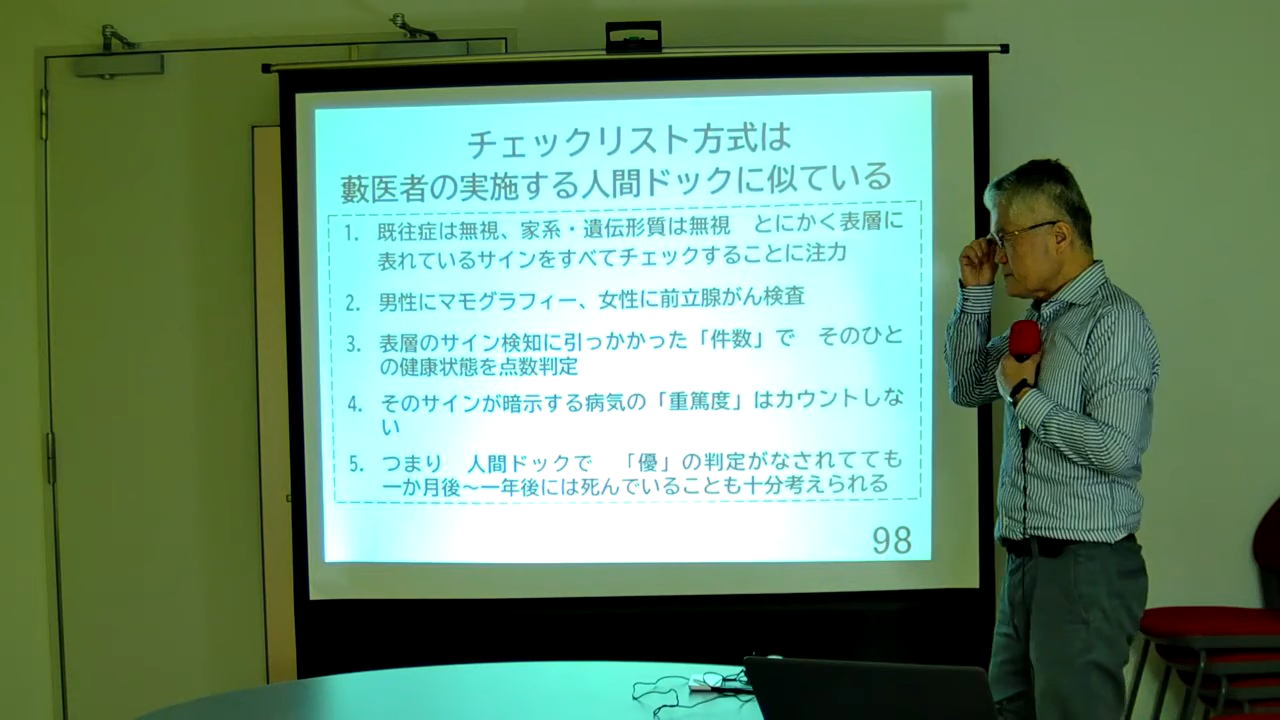 チェックリスト方式は
藪医者の実施する人間ドックに似ている
1. 既往症は無視、家系・遺伝形質は無視　とにかく表層に
表れているサインをすべてチェックすることに注力
2. 男性にマモグラフィー、女性に前立腺がん検査
3. 表層のサイン検知に引っかかった「件数」で　そのひと
の健康状態を点数判定
4. そのサインが暗示する病気の「重篤度」はカウントしな
い
5. つまり　人間ドックで　「優」の判定がなされてても
一か月後～一年後には死んでいることも十分考えられる
98